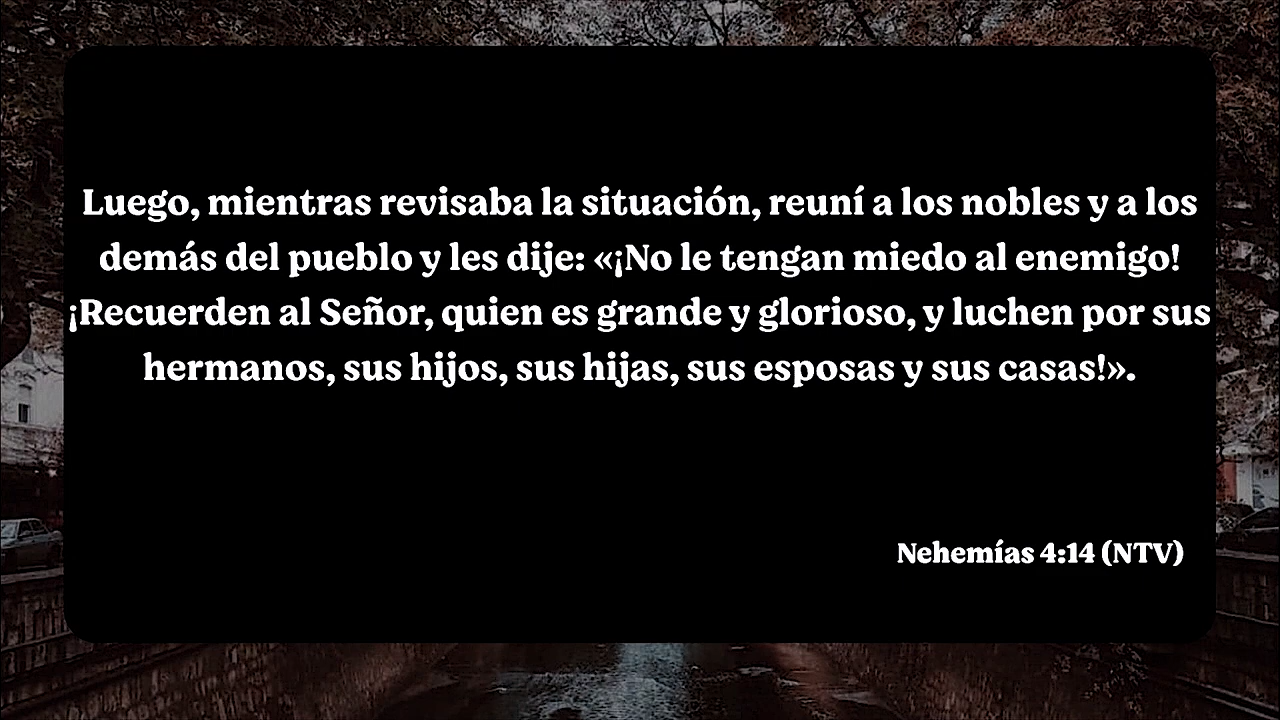 Luego, mientras revisaba la situación, reuní a los nobles y a los
demás del pueblo y les dije: «¡No le tengan miedo al enemigo!
¡Recuerden al Señor, quien es grande y glorioso, y luchen por sus
hermanos, sus hijos, sus hijas, sus esposas y sus casas!».
Nehemías 4:14 (NTV)